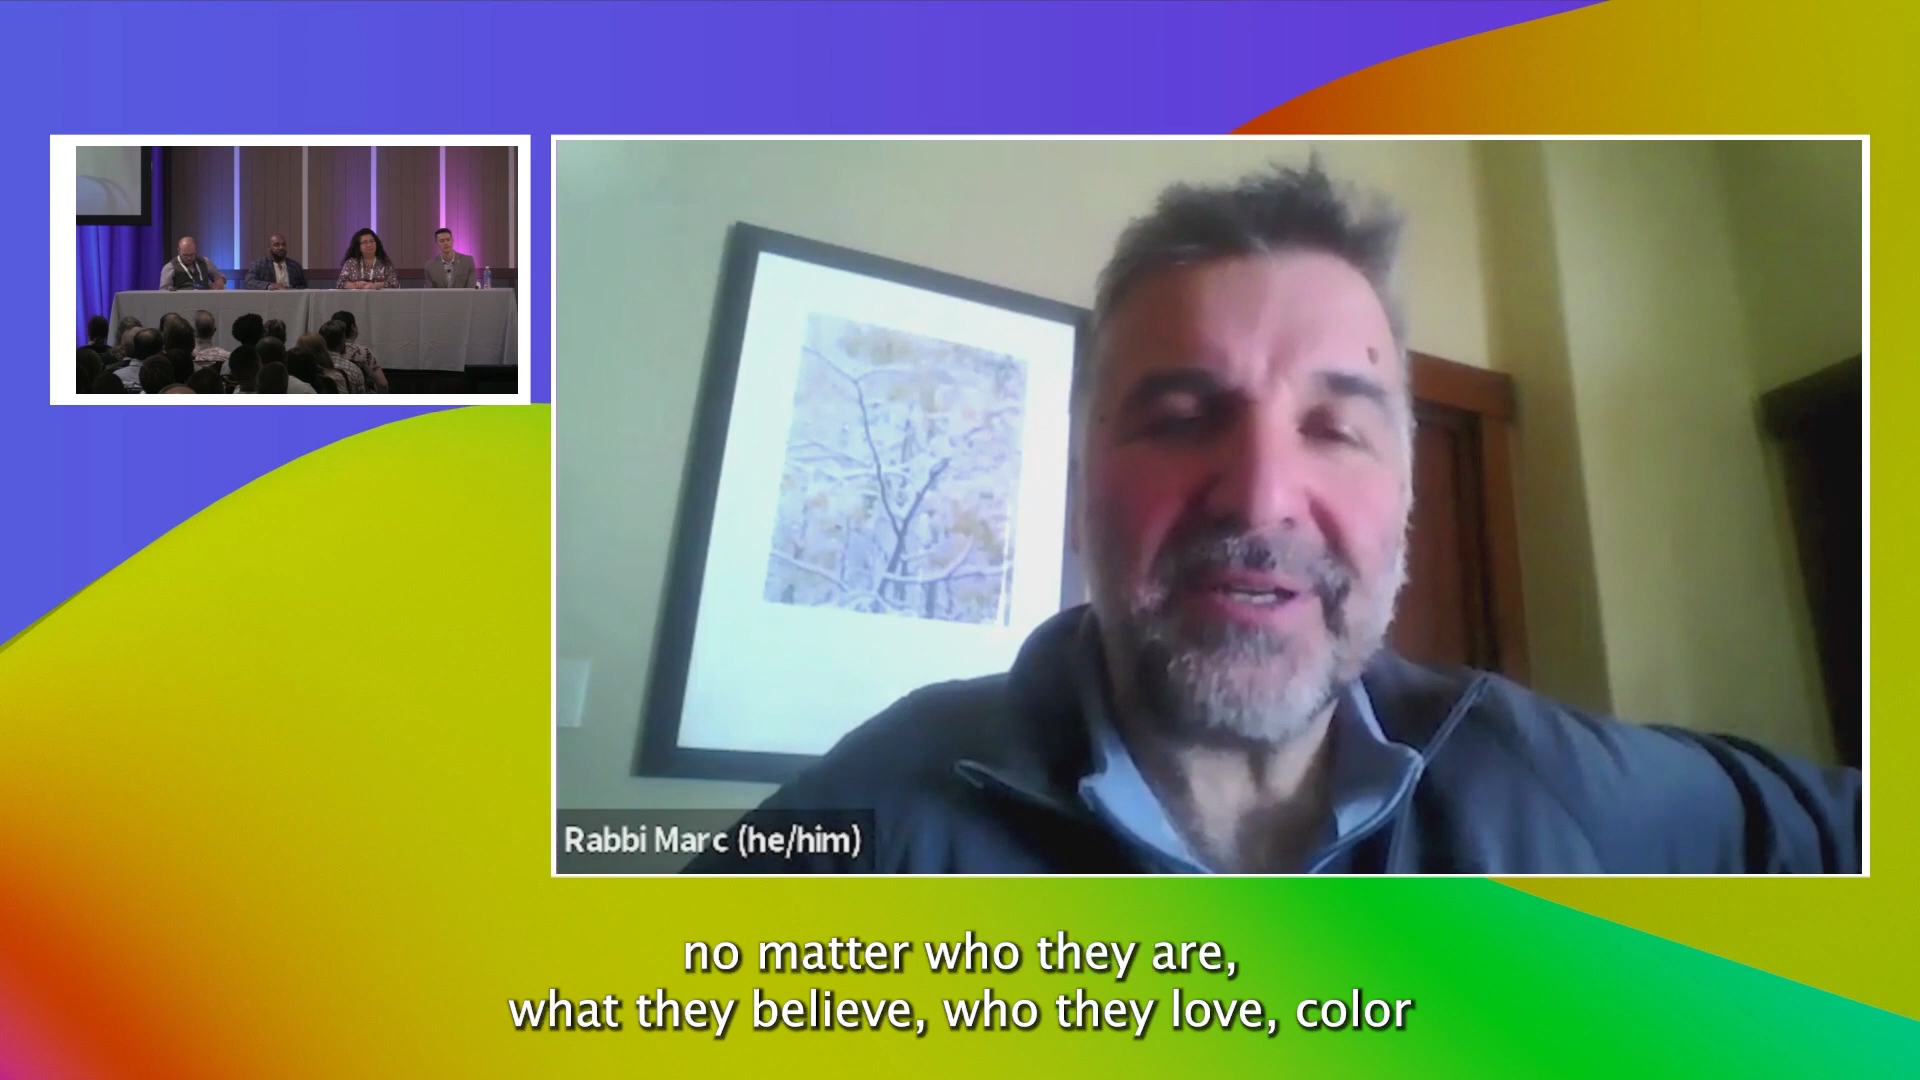 Rabbi Marc (he/him)
no matter who they are,
what they believe, who they love, color